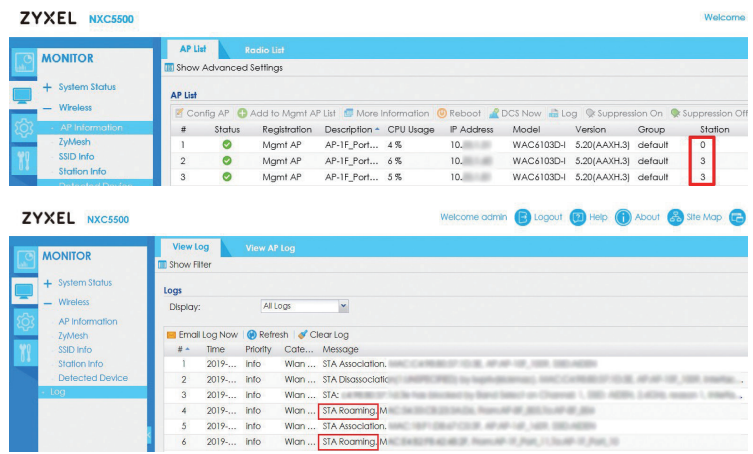 ZYXEL NXC5500
Welcome
AP List Radio List
MONITOR
Show Advanced Settings
+ System Status
AP List
− Wireless
Config AP Add to Mgmt AP List More Information Reboot DCS Now Log Suppression On Suppression Off
- AP Information
# Status Registration Description CPU Usage IP Address Model Version Group Station
ZyMesh
1 Mgmt AP AP-1F_Port... 4 % 10. WAC6103D-I 5.20(AAXH.3) default 0
SSID Info
2 Mgmt AP AP-1F_Port... 6 % 10. WAC6103D-I 5.20(AAXH.3) default 3
Station Info
3 Mgmt AP AP-1F_Port... 5 % 10. WAC6103D-I 5.20(AAXH.3) default 3
Detected Device
ZYXEL NXC5500
Welcome admin Logout Help About Site Map
View Log View AP Log
MONITOR
Show Filter
+ System Status
Logs
− Wireless
Display: All Logs
AP Information
ZyMesh
Email Log Now Refresh Clear Log
SSID Info
# Time Priority Cate... Message
Station Info
1 2019-... info Wlan ... STA Association.
Detected Device
2 2019-... info Wlan ... STA Disassociatio
- Log
3 2019-... info Wlan ... STA:
4 2019-... info Wlan ... STA Roaming. M
5 2019-... info Wlan ... STA Association.
6 2019-... info Wlan ... STA Roaming. M